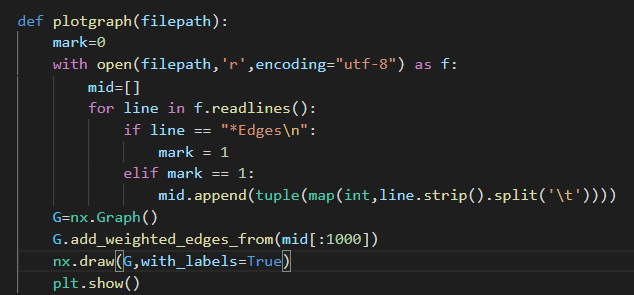 def plotgraph(filepath):
    mark=0
    with open(filepath,'r',encoding="utf-8") as f:
        mid=[]
        for line in f.readlines():
            if line == "*Edges\n":
                mark = 1
            elif mark == 1:
                mid.append(tuple(map(int,line.strip().split('\t'))))
    G=nx.Graph()
    G.add_weighted_edges_from(mid[:1000])
    nx.draw(G,with_labels=True)
    plt.show()